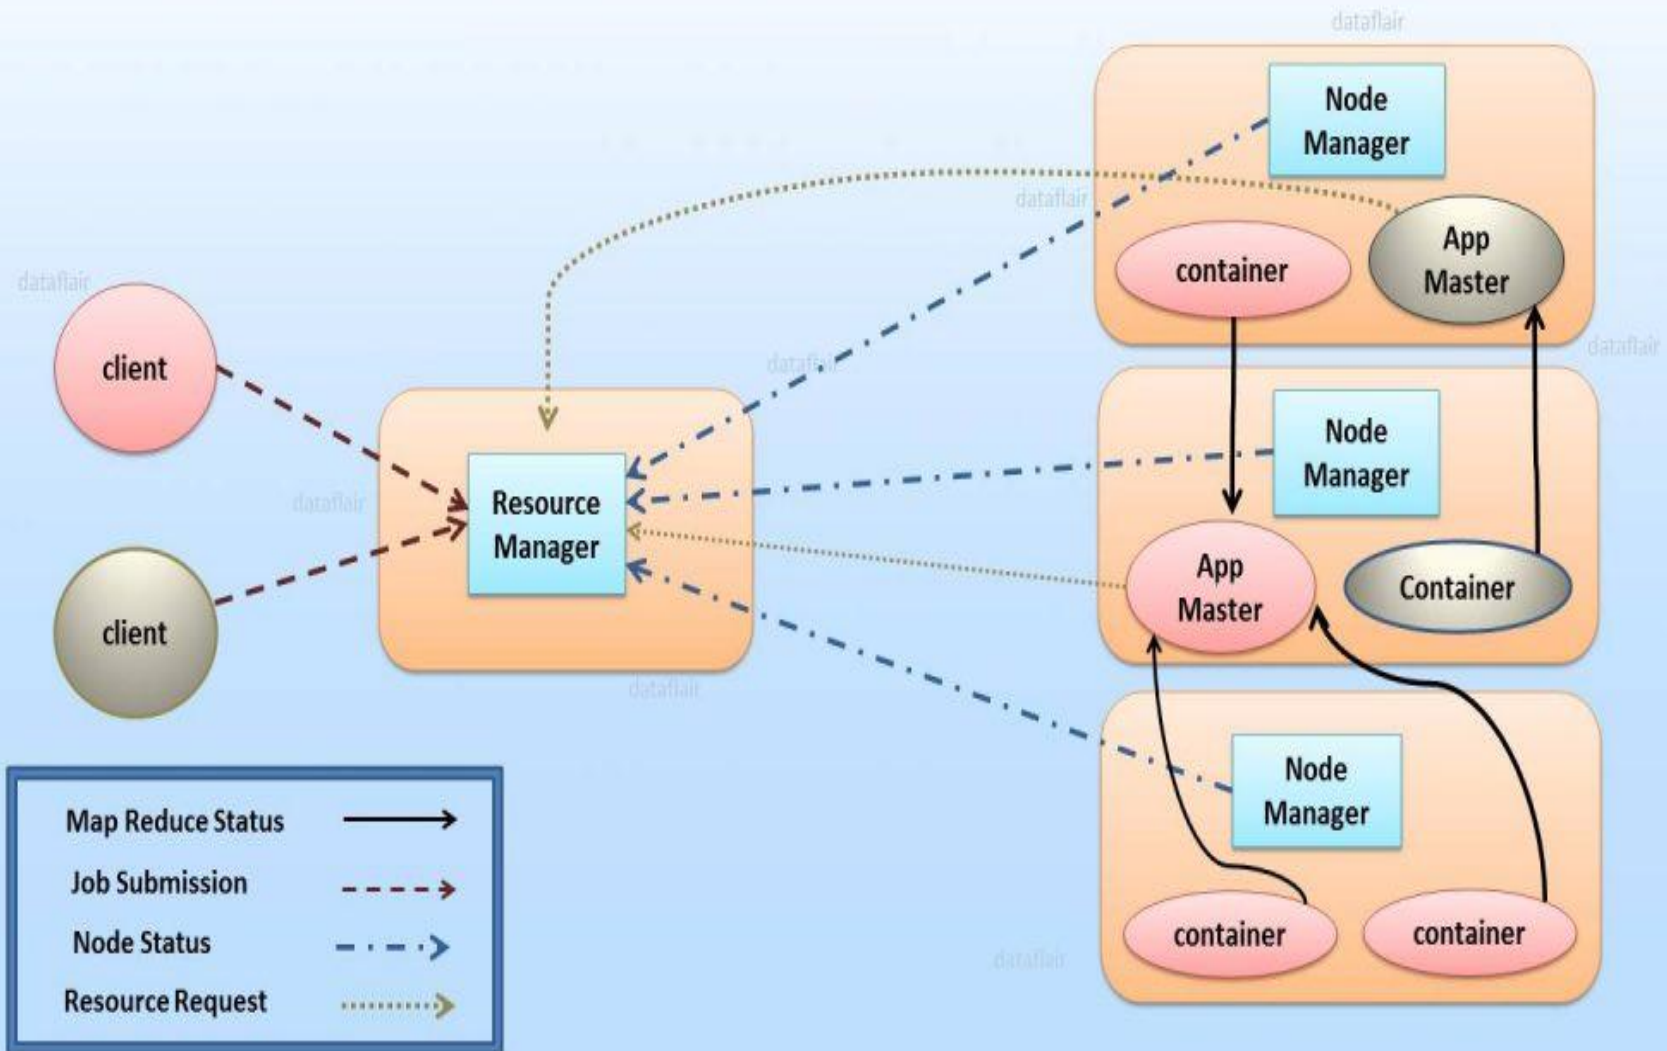 dataflair
Node
Manager
dataflair
container
App
Master
dataflair
client
dataflair
dataflair
Resource
Manager
dataflair
Node
Manager
App
Master
Container
client
dataflair
Node
Manager
container
container
dataflair
Map Reduce Status
Job Submission
Node Status
Resource Request